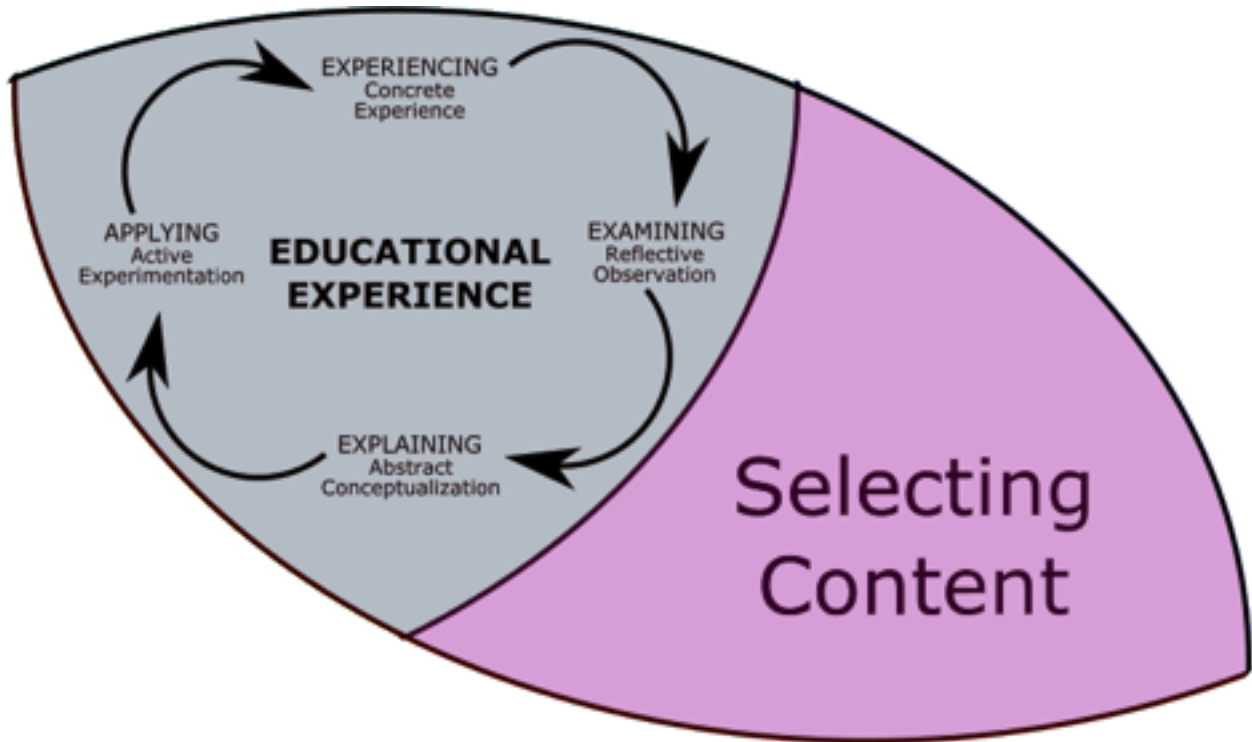 EXPERIENCING
Concrete
Experience
EXAMINING
Reflective
Observation
EXPLAINING
Abstract
Conceptualization
APPLYING
Active
Experimentation
EDUCATIONAL
EXPERIENCE
Selecting
Content